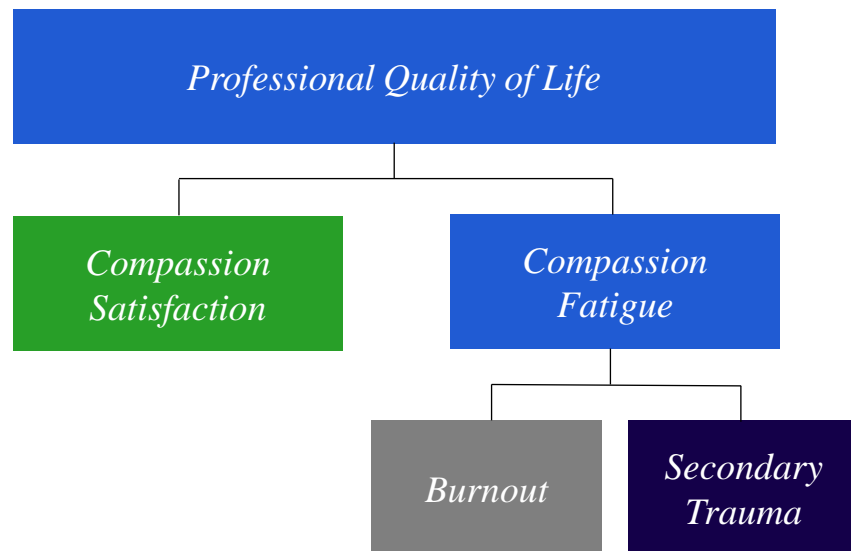 Professional Quality of Life
Compassion
Satisfaction
Compassion
Fatigue
Burnout
Secondary
Trauma